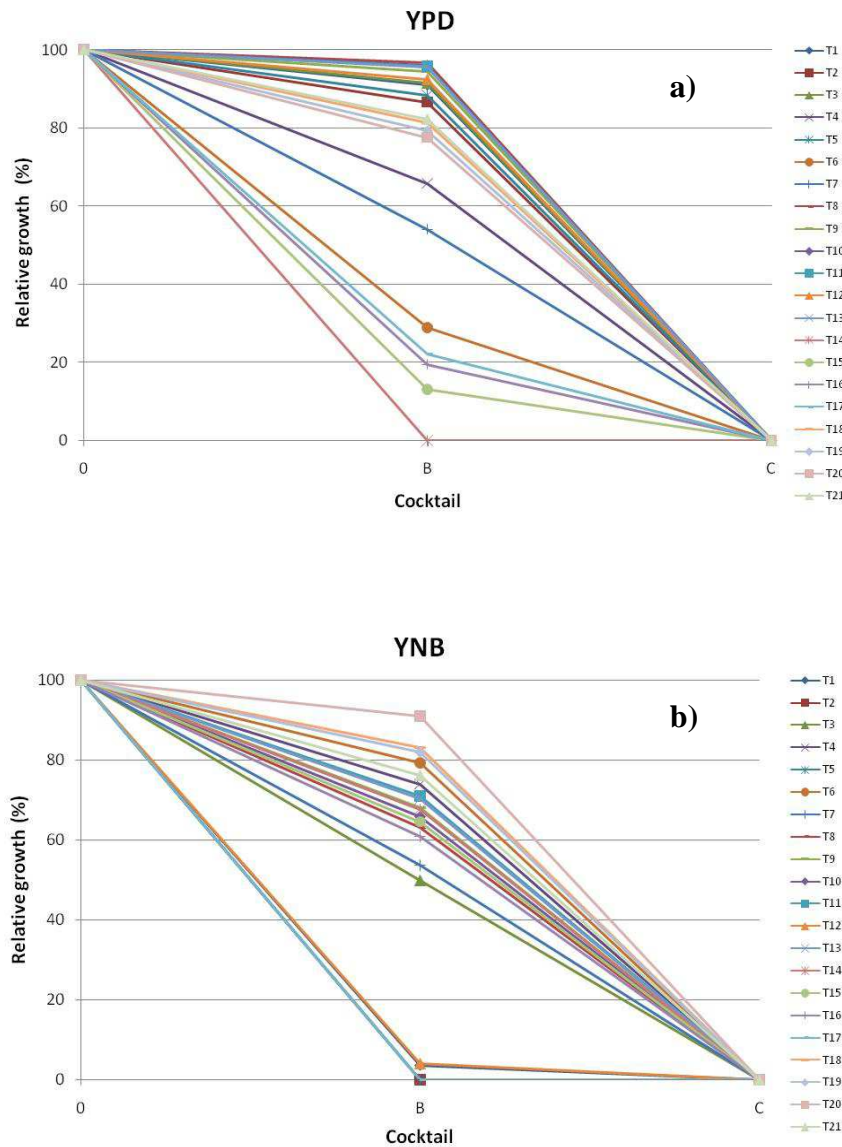 YPD
a)
Relative growth (%)
100
80
60
40
20
0
0 B C
Cocktail
T1
T2
T3
T4
T5
T6
T7
T8
T9
T10
T11
T12
T13
T14
T15
T16
T17
T18
T19
T20
T21
YNB
b)
Relative growth (%)
100
80
60
40
20
0
0 B C
Cocktail
T1
T2
T3
T4
T5
T6
T7
T8
T9
T10
T11
T12
T13
T14
T15
T16
T17
T18
T19
T20
T21